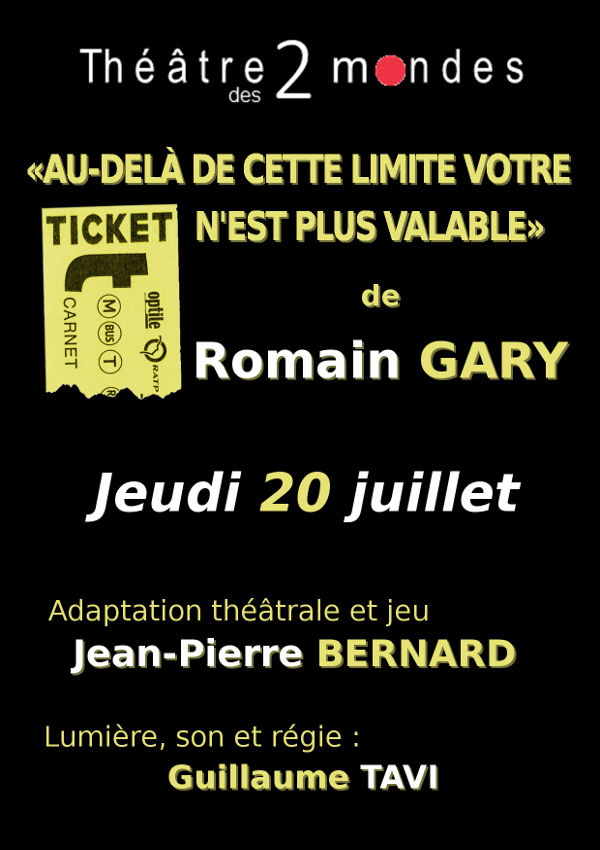 Théâtre des 2 mondes
«AU-DELÀ DE CETTE LIMITE VOTRE
TICKET N'EST PLUS VALABLE»
t
CARNET
M BUS T R
optile RATP
de
Romain GARY
Jeudi 20 juillet
Adaptation théâtrale et jeu
Jean-Pierre BERNARD
Lumière, son et régie :
Guillaume TAVI